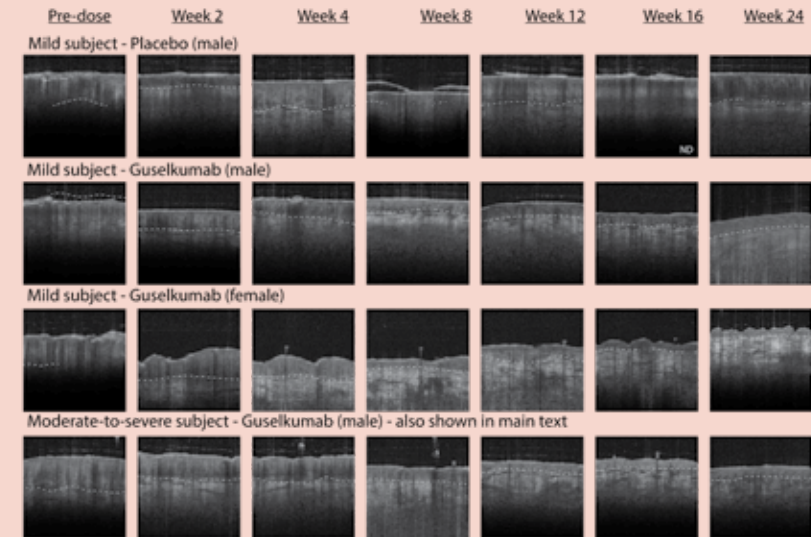 Pre-dose Week 2 Week 4 Week 8 Week 12 Week 16 Week 24
Mild subject - Placebo (male)
ND
Mild subject - Guselkumab (male)
Mild subject - Guselkumab (female)
Moderate-to-severe subject - Guselkumab (male) - also shown in main text